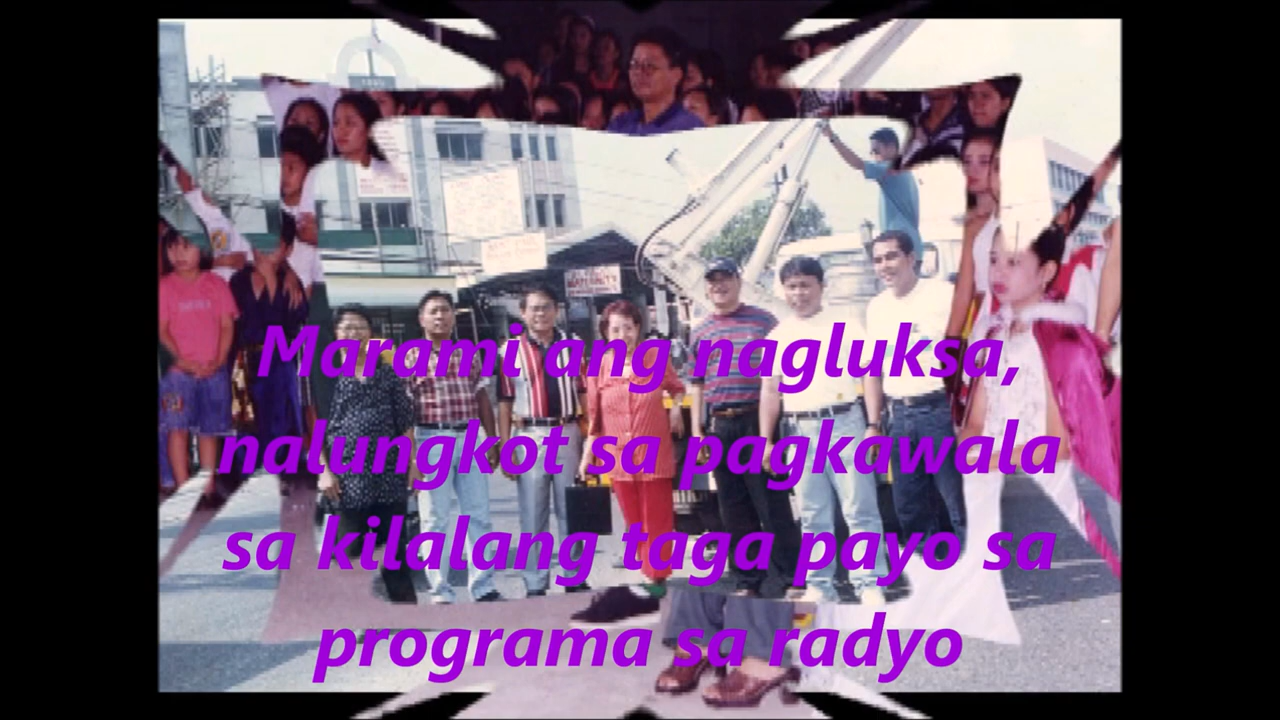 Marami ang nagluksa,
nalungkot sa pagkawala
sa kilalang taga payo sa
programa sa radyo